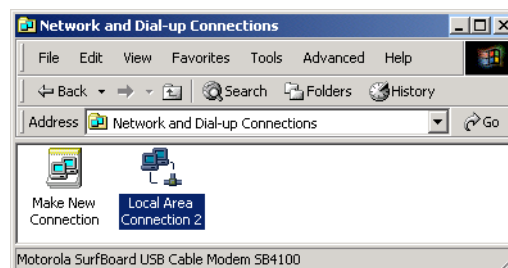 Network and Dial-up Connections
File Edit View Favorites Tools Advanced Help
Back Search Folders History
Address Network and Dial-up Connections Go
Make New Connection
Local Area Connection 2
Motorola SurfBoard USB Cable Modem SB4100